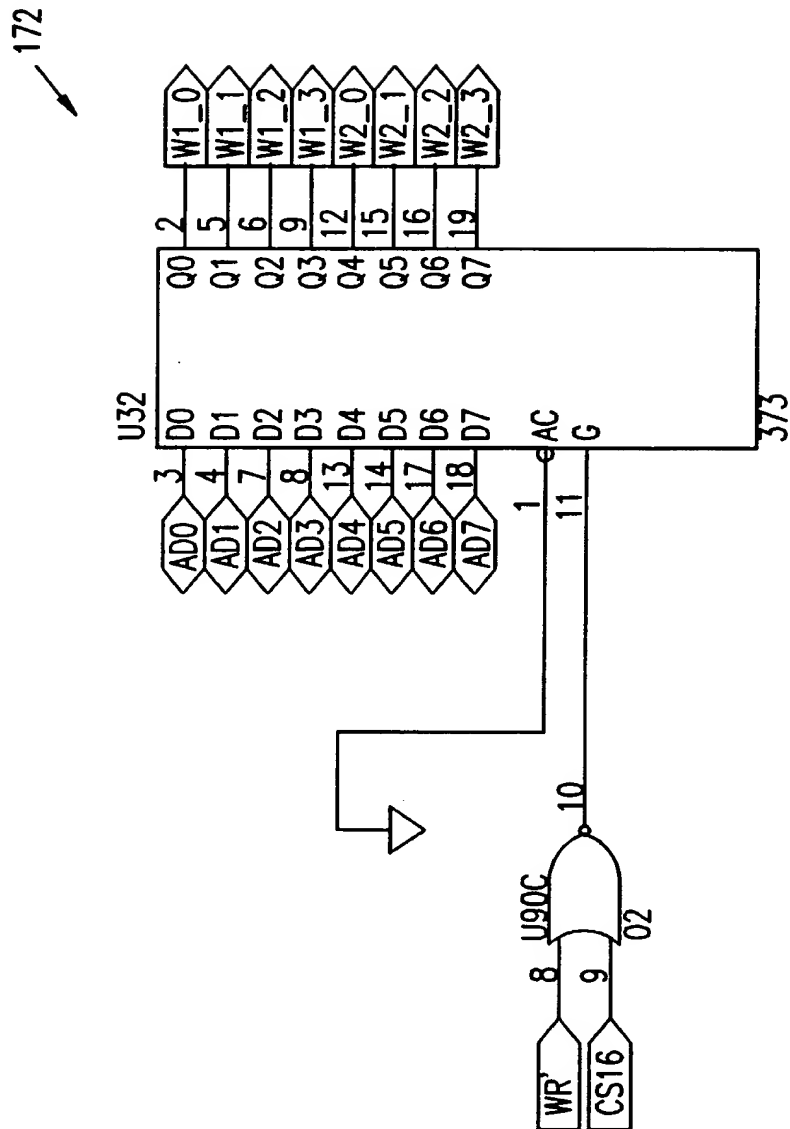 172
U32
AD0 3 D0 Q0 2 W1_0
AD1 4 D1 Q1 5 W1_1
AD2 7 D2 Q2 6 W1_2
AD3 8 D3 Q3 9 W1_3
AD4 13 D4 Q4 12 W2_0
AD5 14 D5 Q5 15 W2_1
AD6 17 D6 Q6 16 W2_2
AD7 18 D7 Q7 19 W2_3
1 AC
11 G
373
U90C
WR' 8 10
CS16 9
02